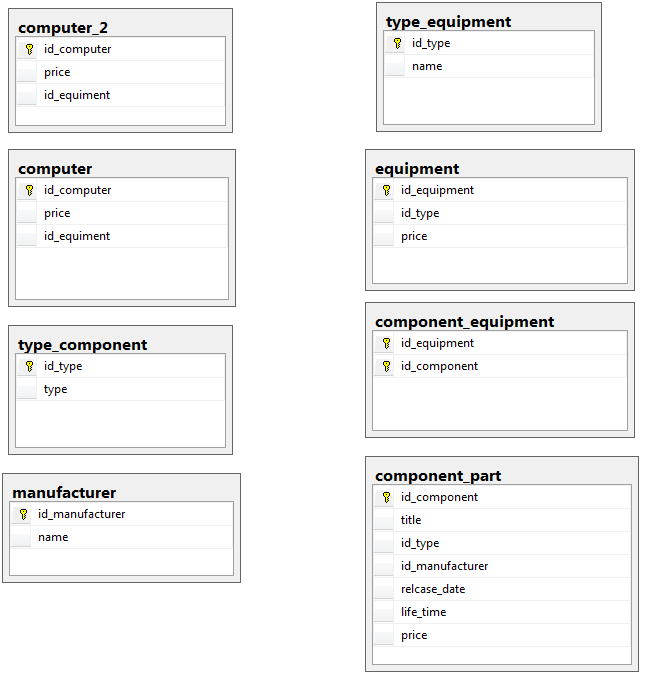 computer_2
id_computer
price
id_equiment
type_equipment
id_type
name
computer
id_computer
price
id_equiment
equipment
id_equipment
id_type
price
type_component
id_type
type
component_equipment
id_equipment
id_component
manufacturer
id_manufacturer
name
component_part
id_component
title
id_type
id_manufacturer
relcase_date
life_time
price